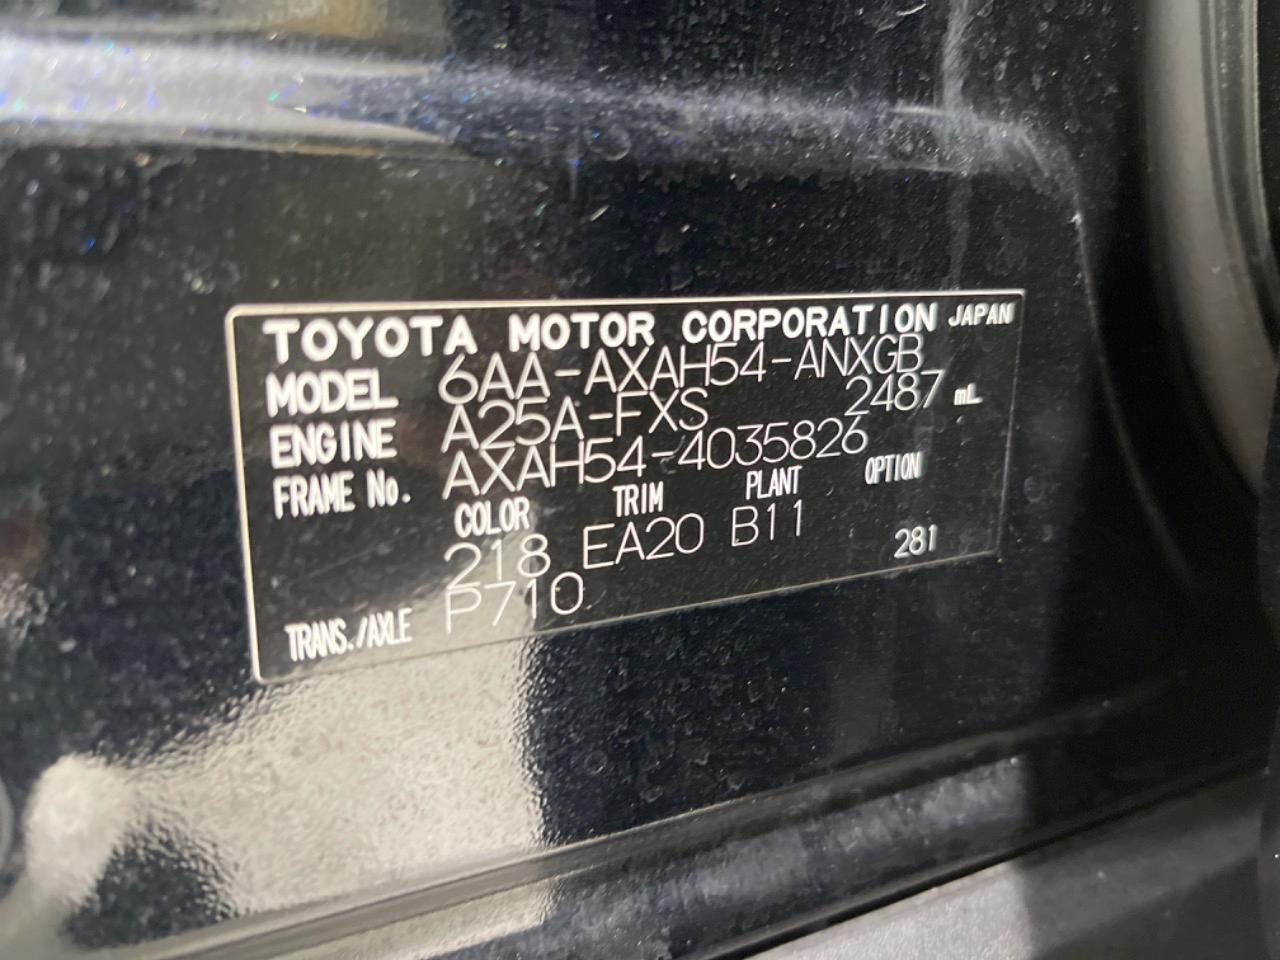 TOYOTA MOTOR CORPORATION JAPAN
MODEL 6AA-AXAH54-ANXGB
ENGINE A25A-FXS 2487 mL
FRAME No. AXAH54-4035826
COLOR TRIM PLANT OPTION
218 EA20 B11 281
TRANS./AXLE P710